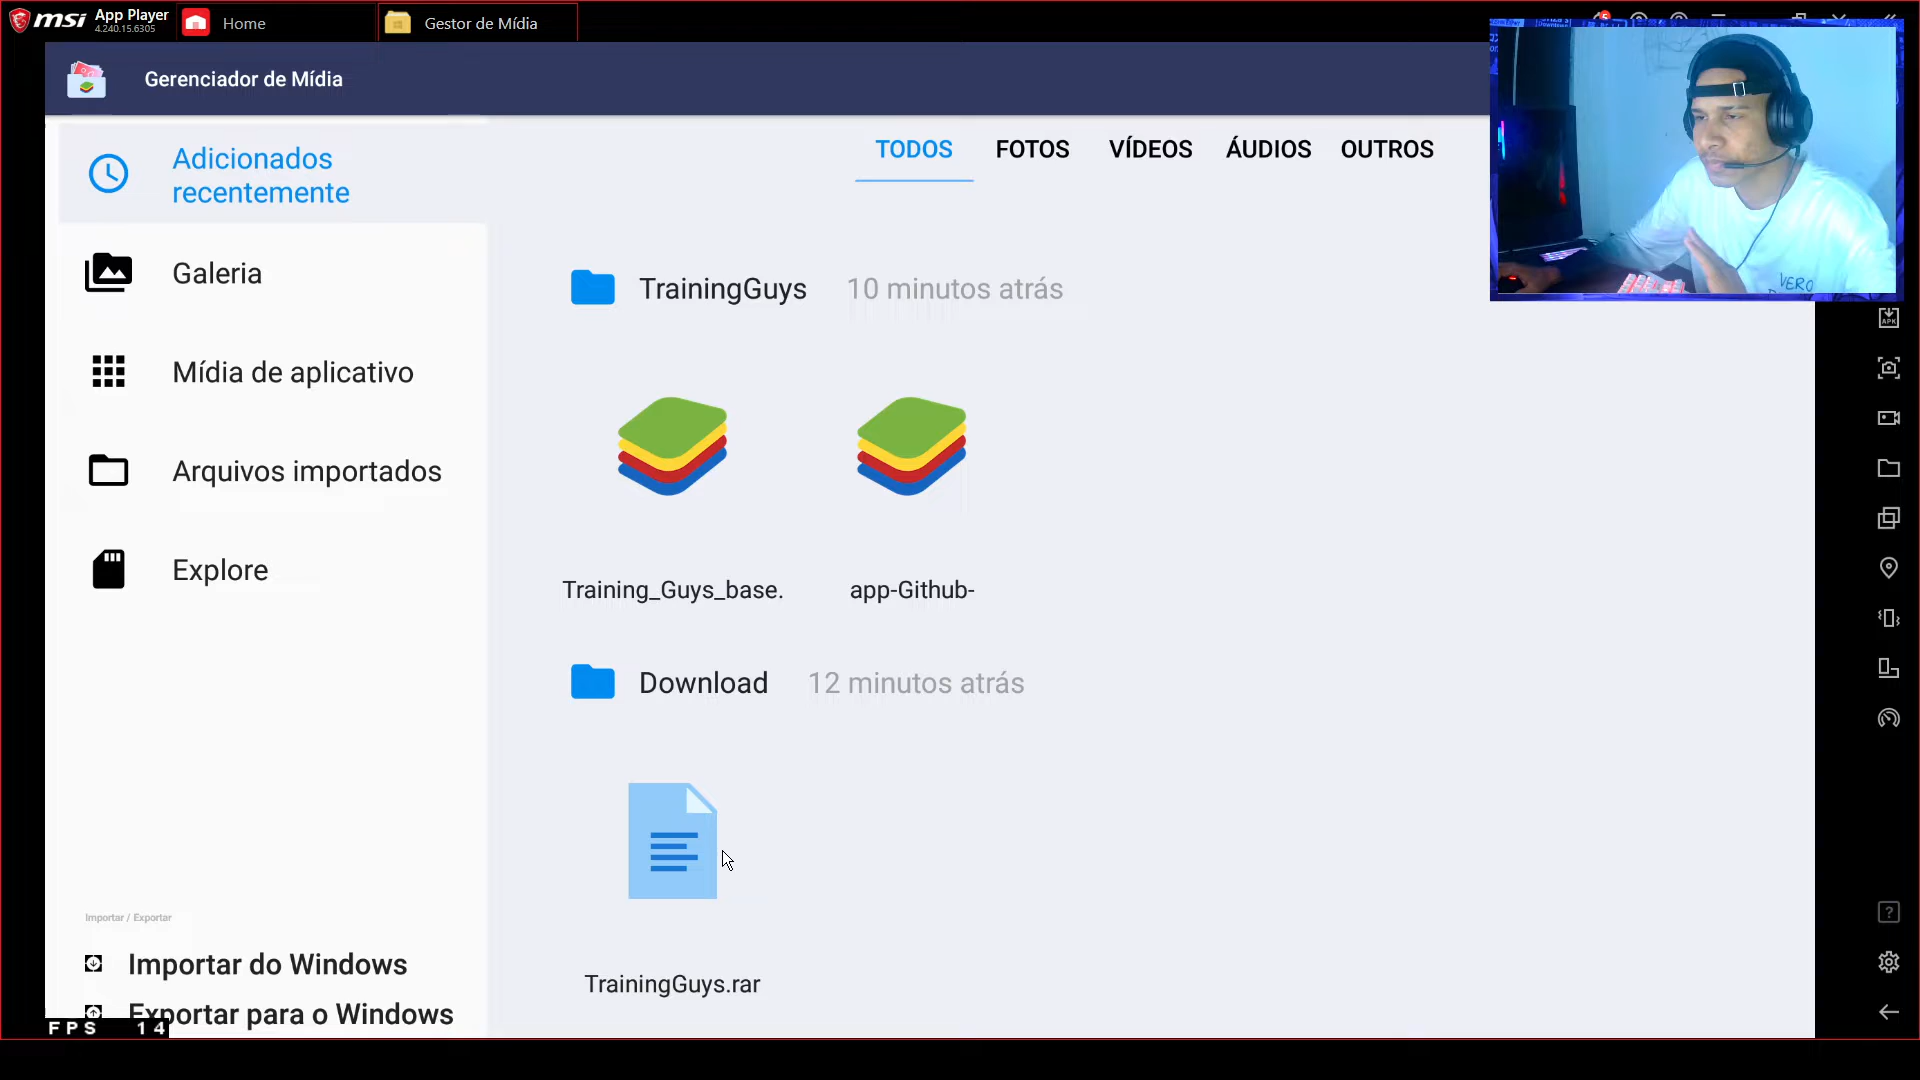 msi App Player
4.240.15.6305
Home
Gestor de Mídia
Gerenciador de Mídia
Adicionados
recentemente
Galeria
Mídia de aplicativo
Arquivos importados
Explore
Importar / Exportar
Importar do Windows
Exportar para o Windows
FPS 14
TODOS
FOTOS
VÍDEOS
ÁUDIOS
OUTROS
TrainingGuys
10 minutos atrás
Training_Guys_base.
app-Github-
Download
12 minutos atrás
TrainingGuys.rar
VERO
APK